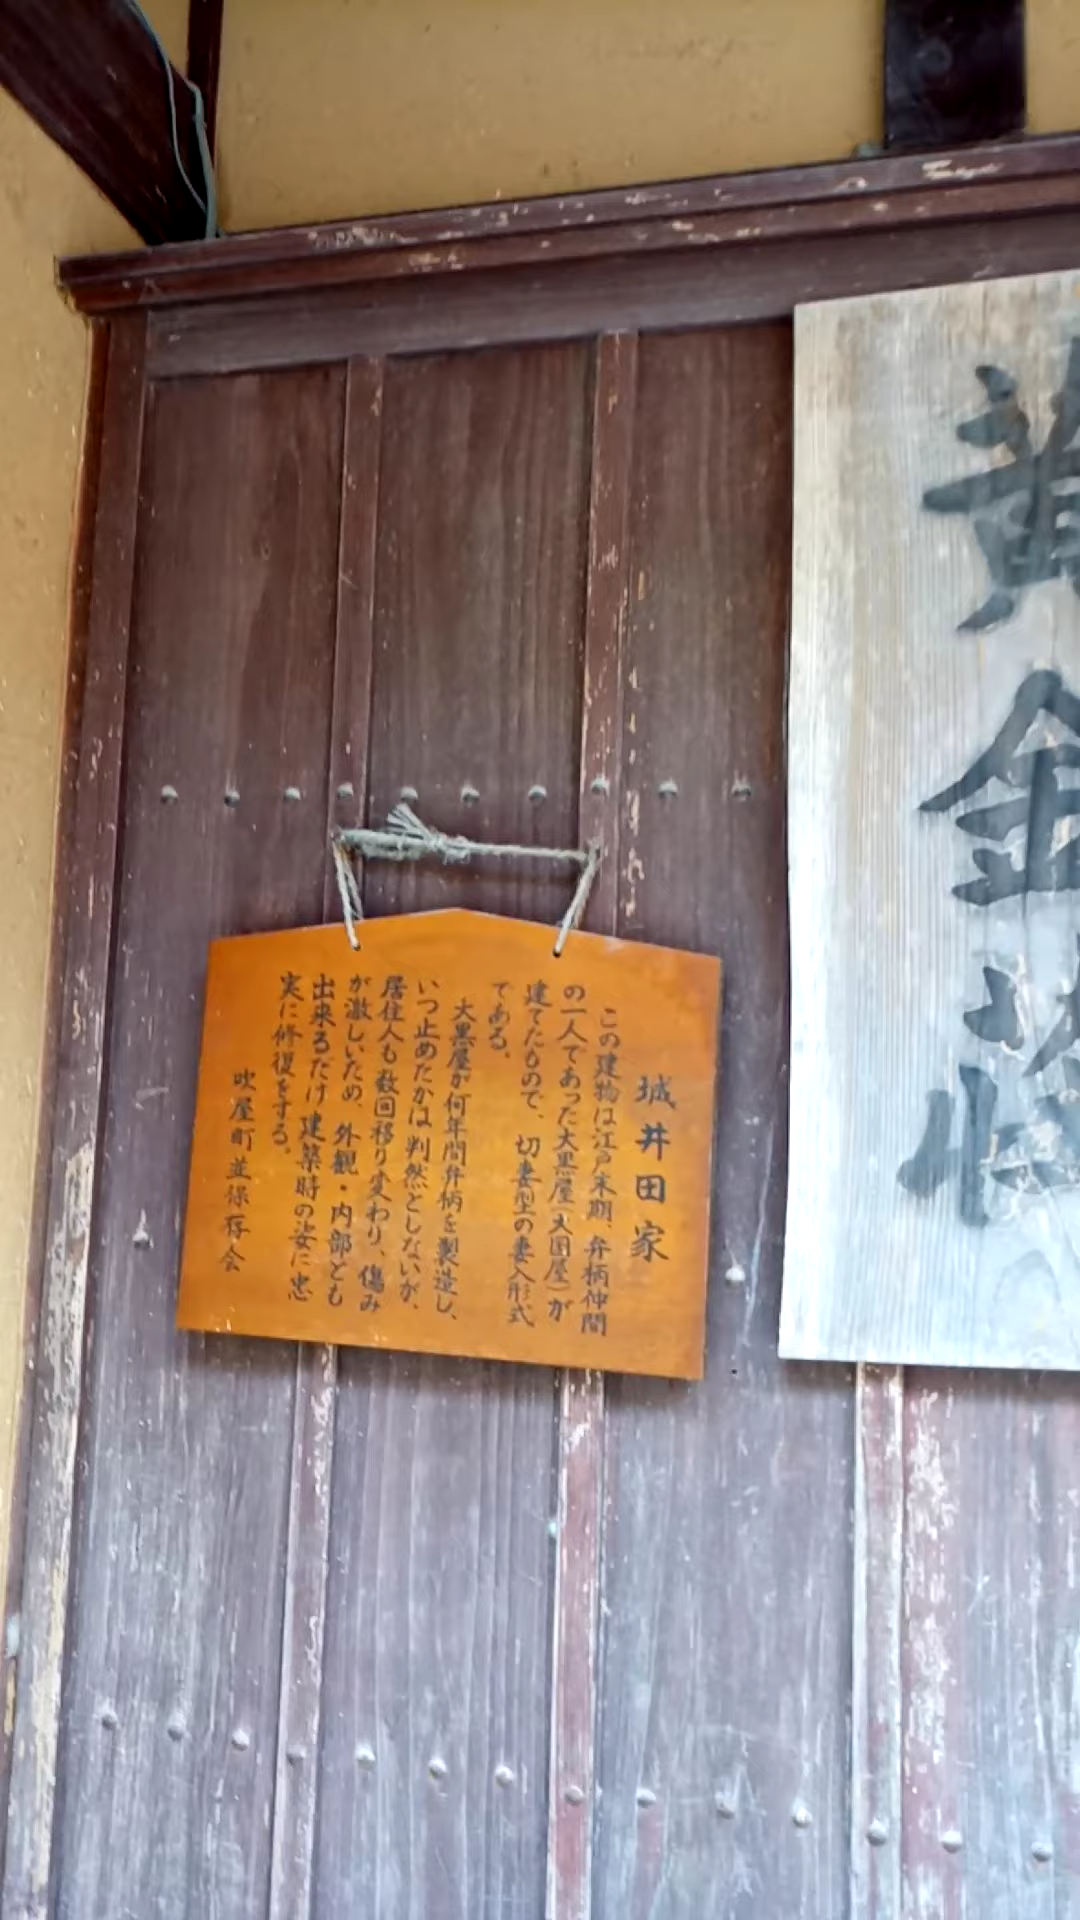 黄金
城井田家
この建物は江戸末期、弁柄仲間
の一人であった大黒屋(大国屋)が
建てたもので、切妻型の妻入形式
である。
大黒屋が何年間弁柄を製造し、
いつ止めたかは判然としないが、
居住人も数回移り変わり、傷み
が激しいため、外観・内部とも
出来るだけ建築時の姿に忠
実に修復をする。
吹屋町並保存会